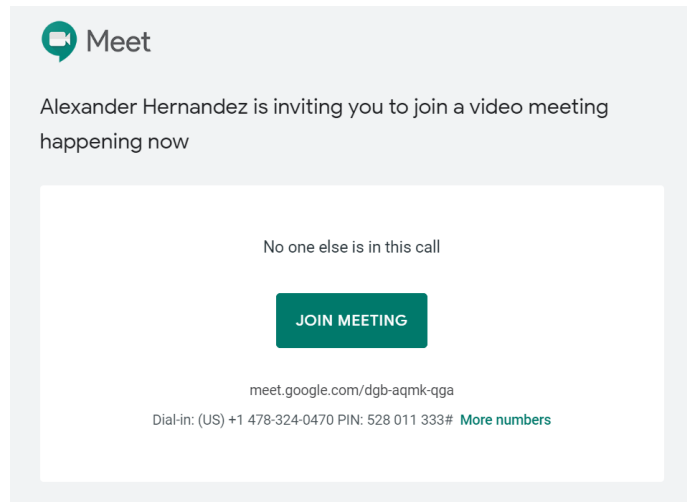 Meet
Alexander Hernandez is inviting you to join a video meeting
happening now
No one else is in this call
JOIN MEETING
meet.google.com/dgb-aqmk-qga
Dial-in: (US) +1 478-324-0470 PIN: 528 011 333# More numbers